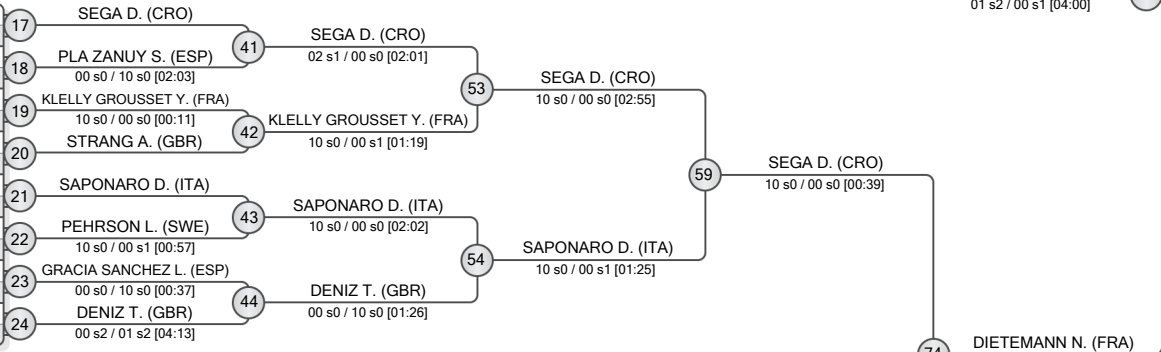 01 s2 / 00 s1 [04:00]
17
SEGA D. (CRO)
41
SEGA D. (CRO)
02 s1 / 00 s0 [02:01]
18
PLA ZANUY S. (ESP)
00 s0 / 10 s0 [02:03]
53
SEGA D. (CRO)
10 s0 / 00 s0 [02:55]
19
KLELLY GROUSSET Y. (FRA)
10 s0 / 00 s0 [00:11]
42
KLELLY GROUSSET Y. (FRA)
10 s0 / 00 s1 [01:19]
20
STRANG A. (GBR)
59
SEGA D. (CRO)
10 s0 / 00 s0 [00:39]
21
SAPONARO D. (ITA)
43
SAPONARO D. (ITA)
10 s0 / 00 s0 [02:02]
22
PEHRSON L. (SWE)
10 s0 / 00 s1 [00:57]
54
SAPONARO D. (ITA)
10 s0 / 00 s1 [01:25]
23
GRACIA SANCHEZ L. (ESP)
00 s0 / 10 s0 [00:37]
44
DENIZ T. (GBR)
00 s0 / 10 s0 [01:26]
24
DENIZ T. (GBR)
00 s2 / 01 s2 [04:13]
74
DIETEMANN N. (FRA)